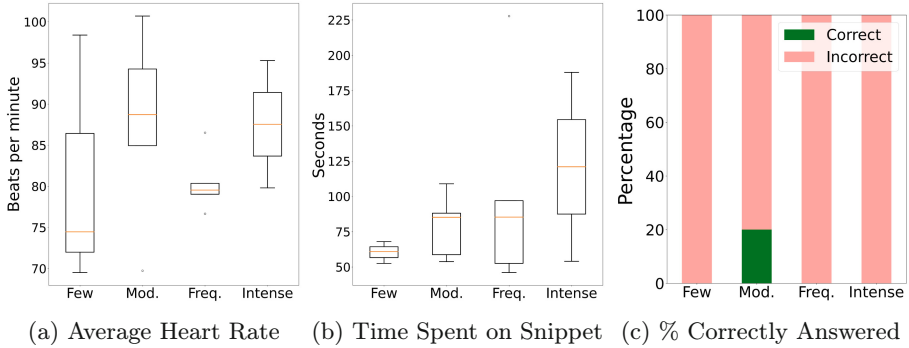 Beats per minute
100
95
90
85
80
75
70
Few Mod. Freq. Intense
(a) Average Heart Rate
Seconds
225
200
175
150
125
100
75
50
Few Mod. Freq. Intense
(b) Time Spent on Snippet
Percentage
100
80
60
40
20
0
Correct
Incorrect
Few Mod. Freq. Intense
(c) % Correctly Answered